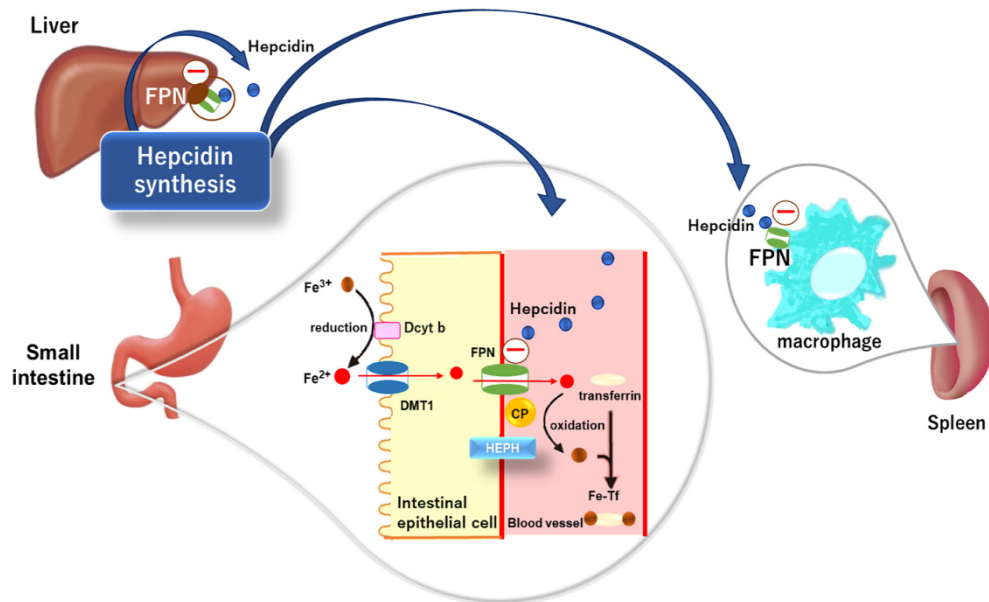 Liver
Hepcidin
FPN
Hepcidin
synthesis
Hepcidin
FPN
macrophage
Spleen
Small
intestine
Fe3+
reduction
Dcyt b
Fe2+
DMT1
Hepcidin
FPN
CP
HEPH
transferrin
oxidation
Fe-Tf
Intestinal
epithelial cell
Blood vessel